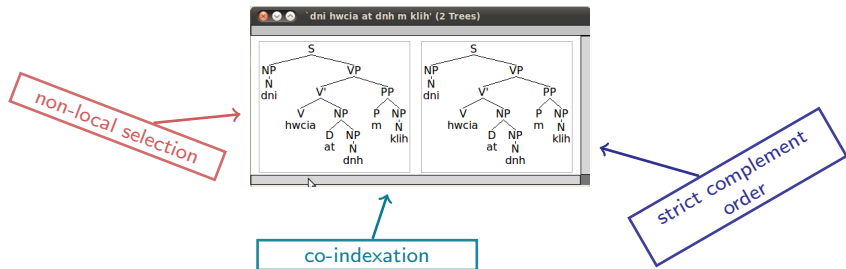 `dni hwcia at dnh m klih' (2 Trees)
S
NP VP
N V' PP
dni V NP P NP
hwcia D NP m N
at N klih
dnh
S
NP VP
N V' PP
dni V NP P NP
hwcia D NP m N
at N klih
dnh
non-local selection
co-indexation
strict complement
order